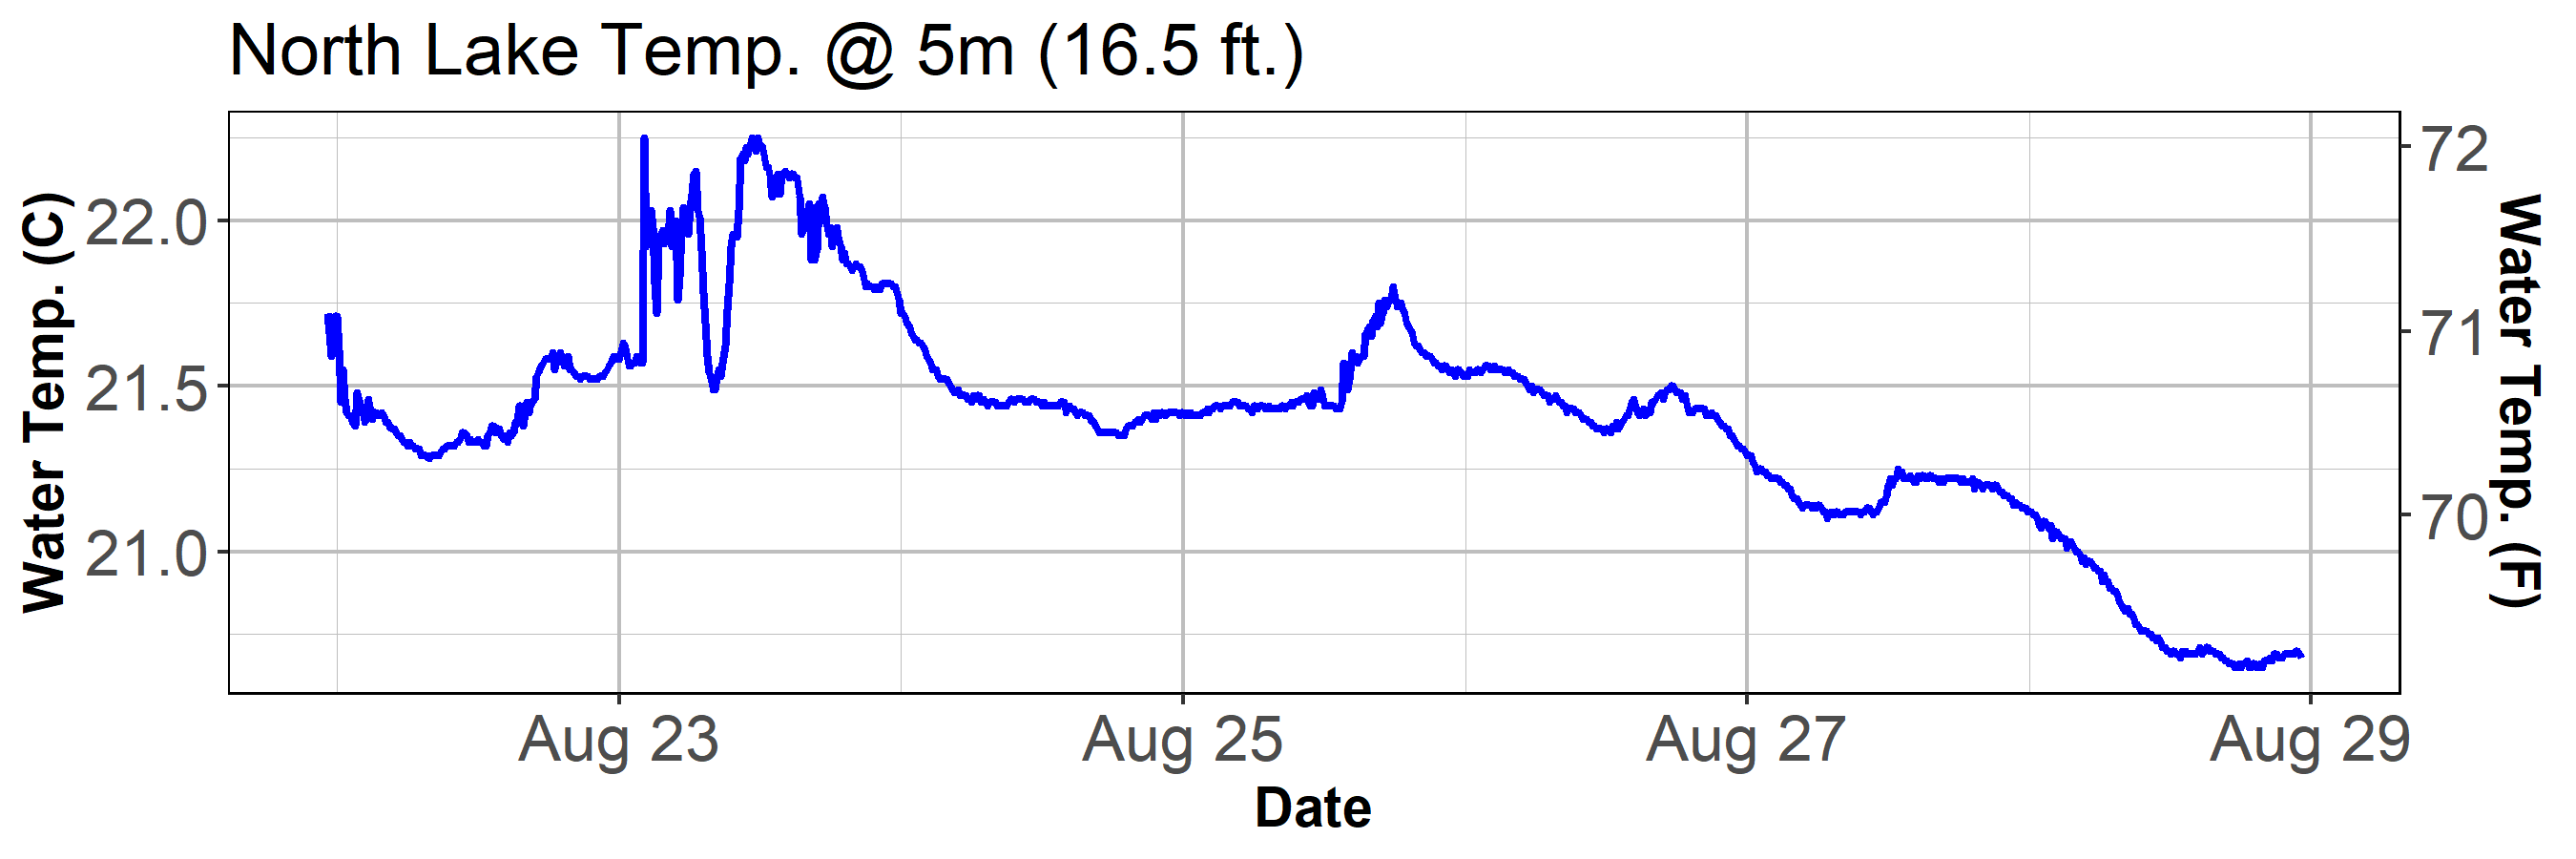 North Lake Temp. @ 5m (16.5 ft.)
Water Temp. (C)
22.0
21.5
21.0
72
71
70
Water Temp. (F)
Aug 23 Aug 25 Aug 27 Aug 29
Date